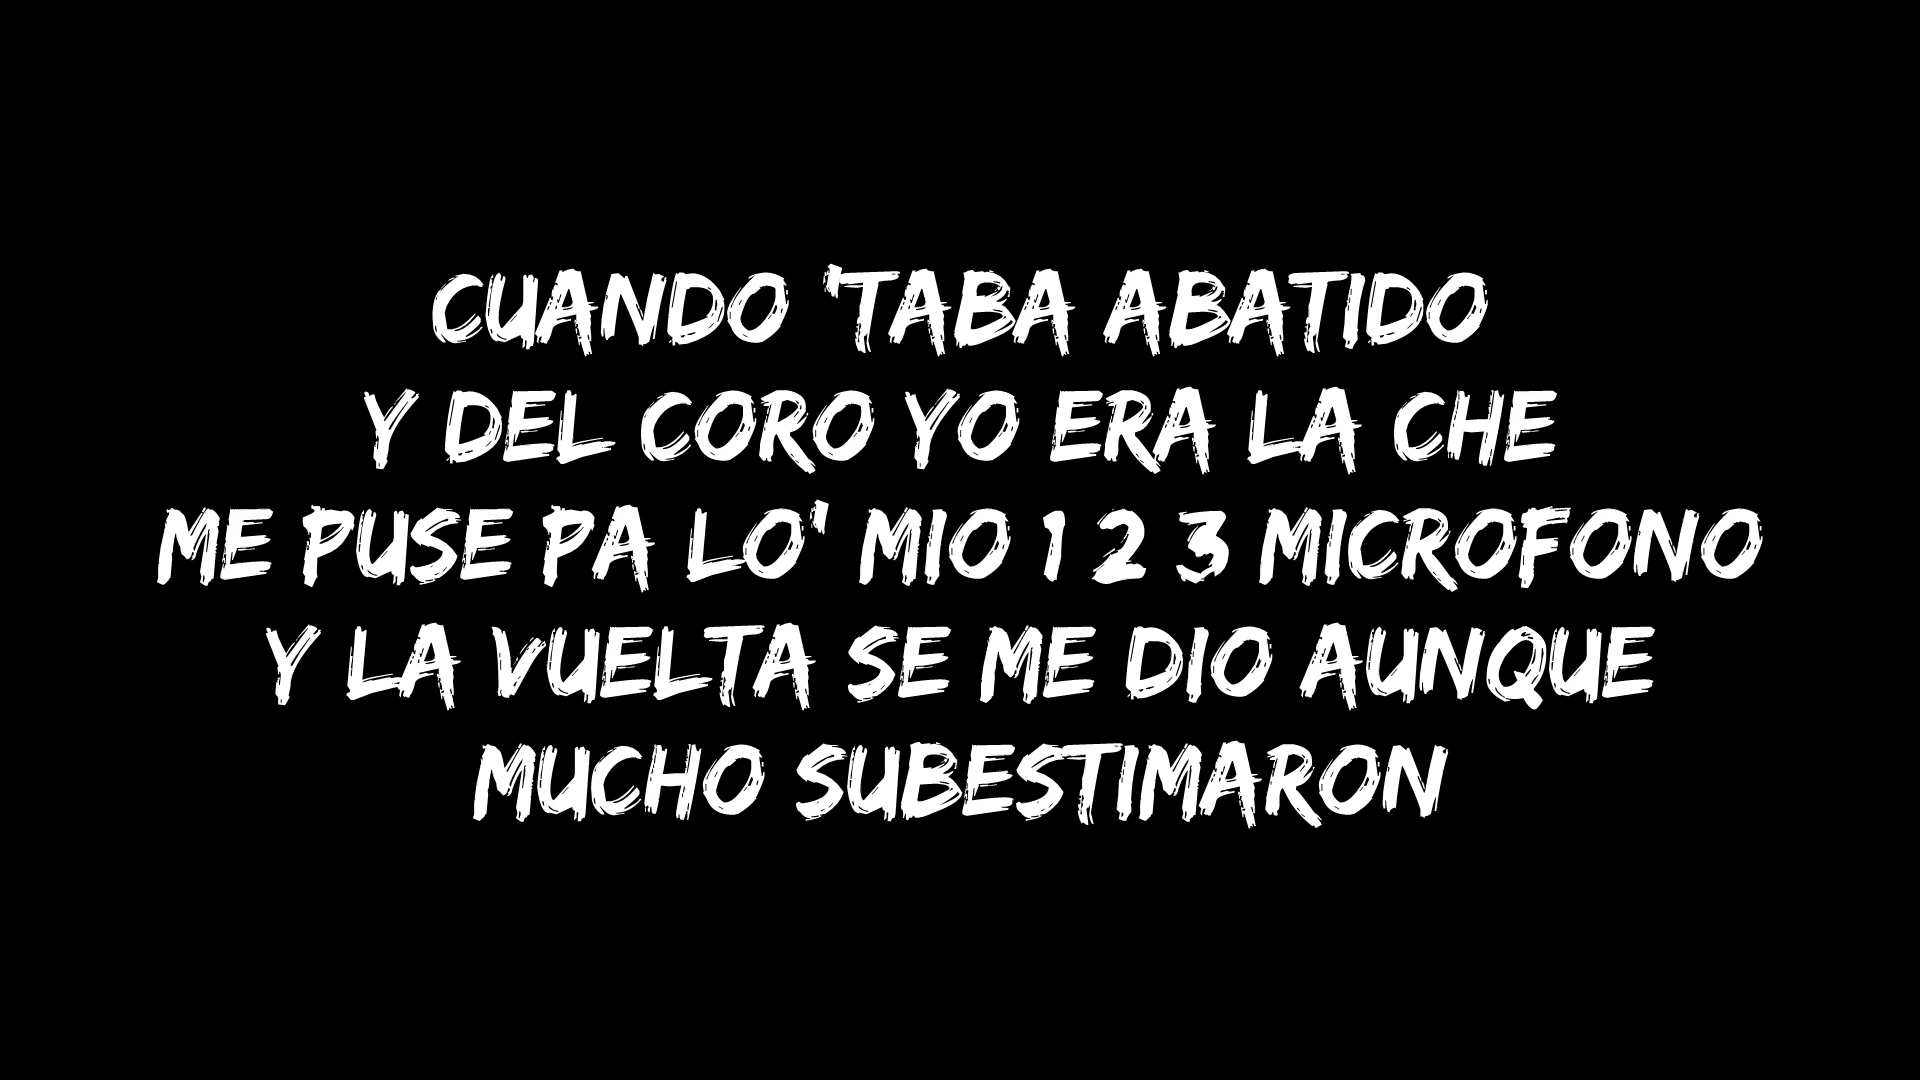 CUANDO 'TABA ABATIDO
Y DEL CORO YO ERA LA CHE
ME PUSE PA LO' MIO 1 2 3 MICROFONO
Y LA VUELTA SE ME DIO AUNQUE
MUCHO SUBESTIMARON